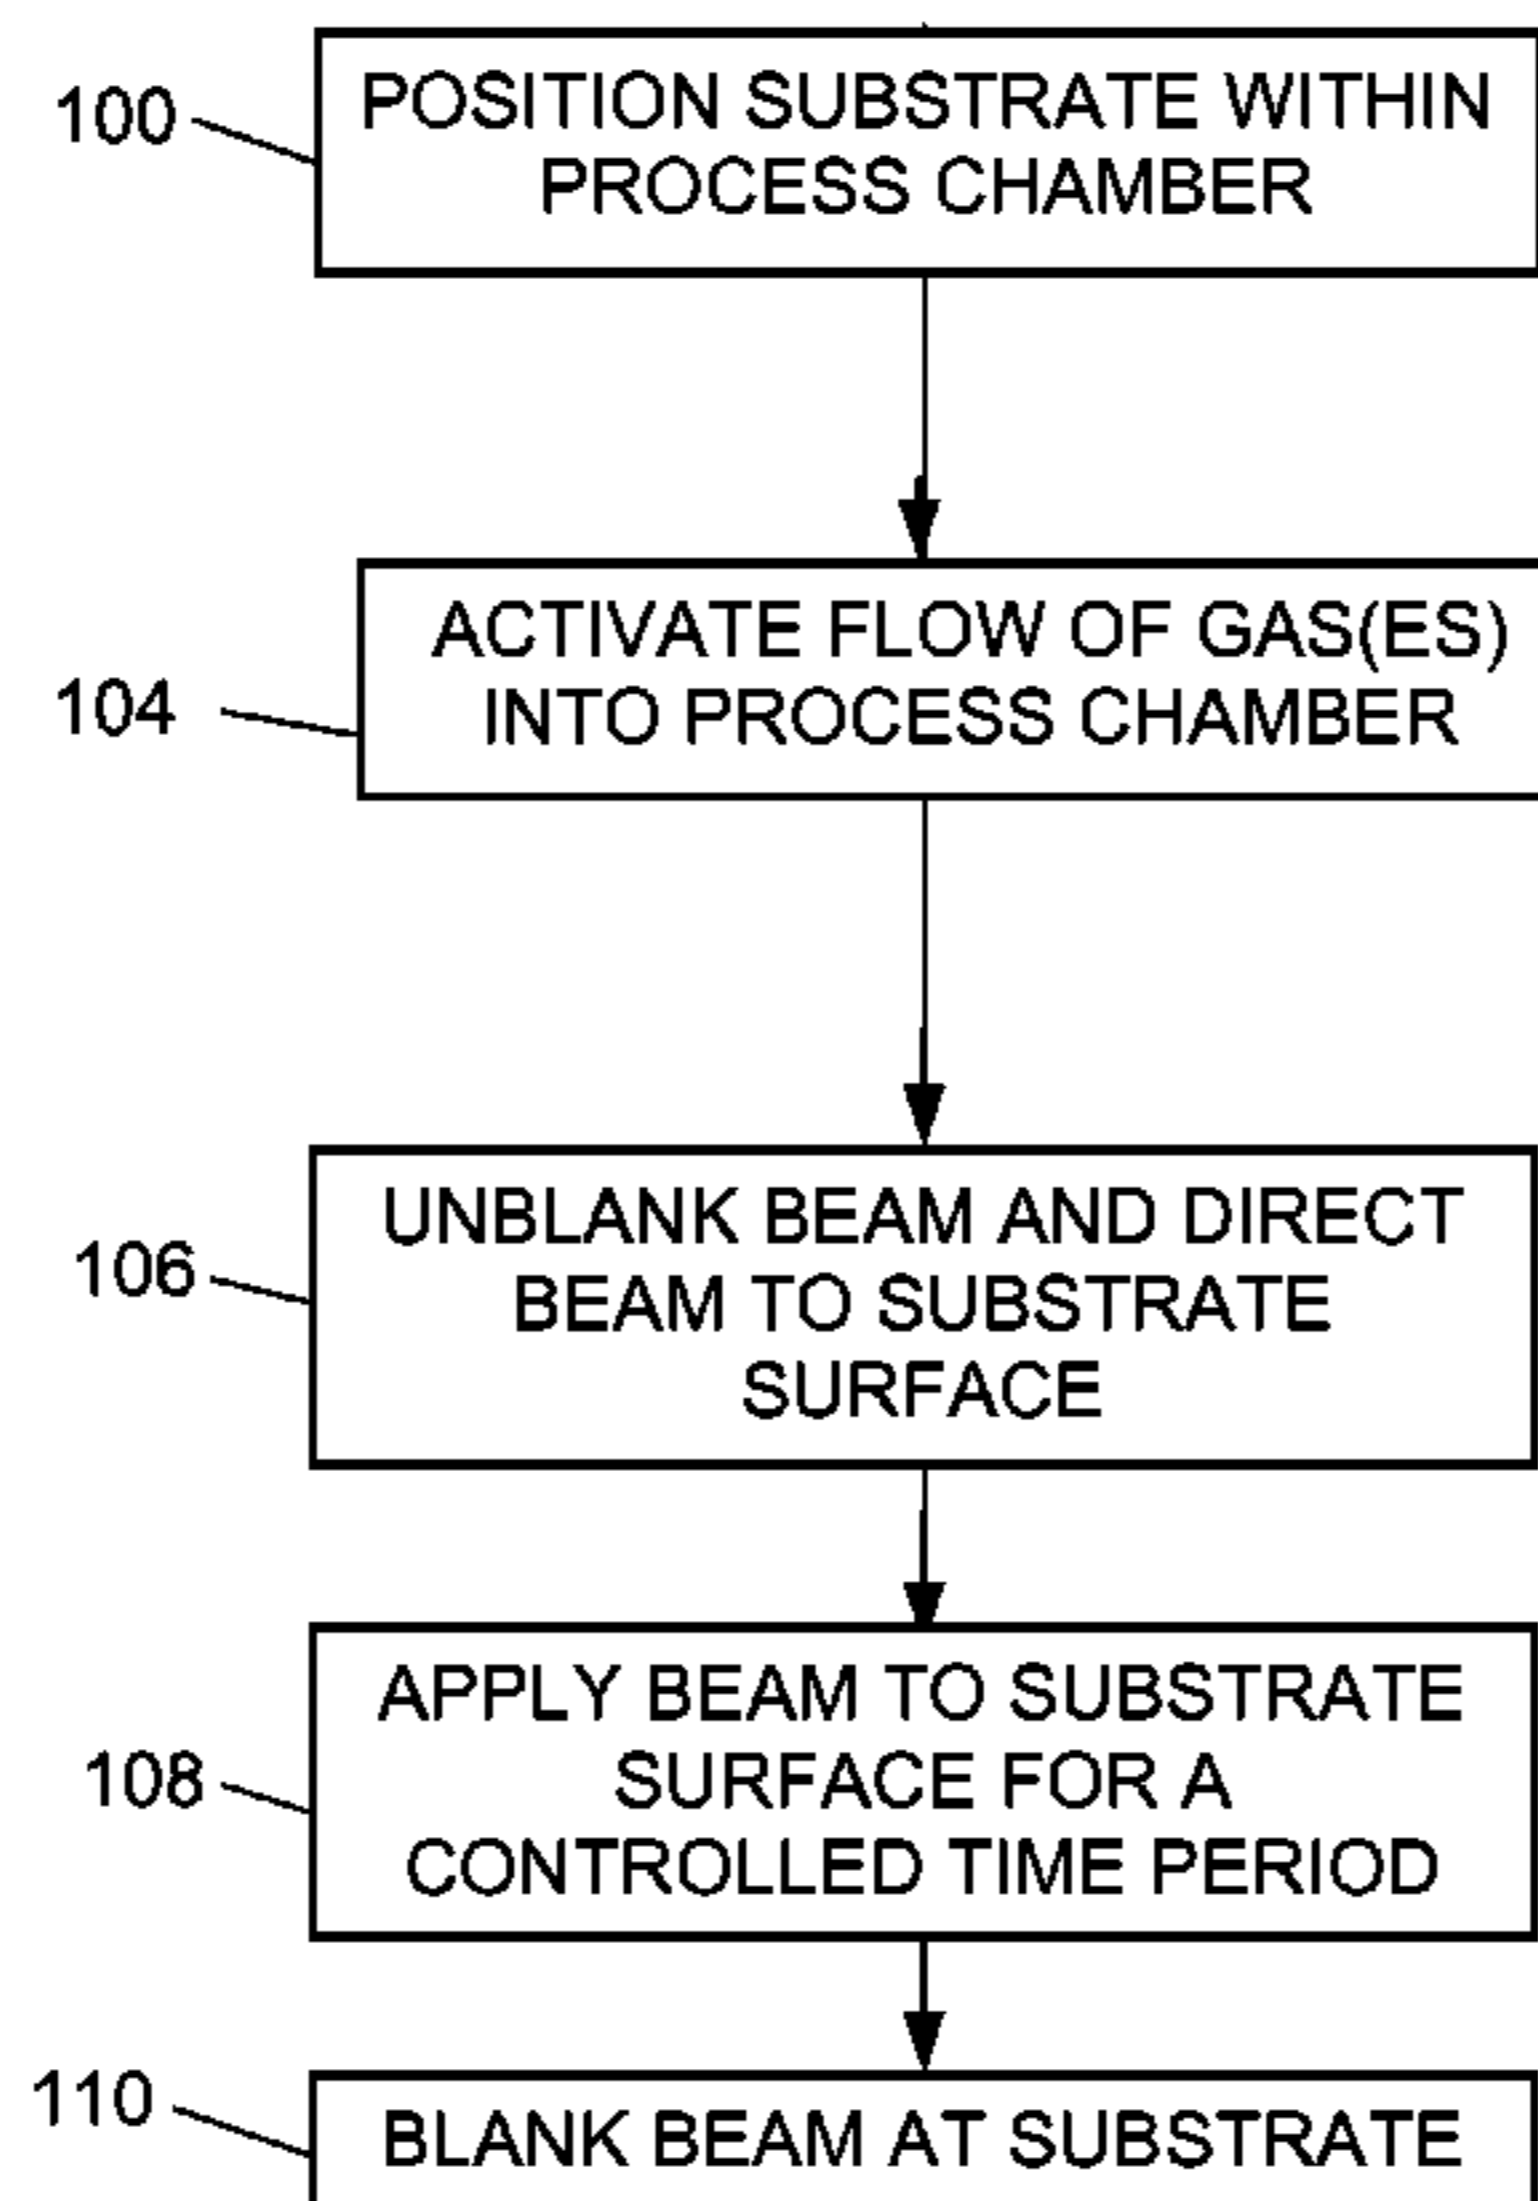 100
POSITION SUBSTRATE WITHIN
PROCESS CHAMBER
104
ACTIVATE FLOW OF GAS(ES)
INTO PROCESS CHAMBER
106
UNBLANK BEAM AND DIRECT
BEAM TO SUBSTRATE
SURFACE
108
APPLY BEAM TO SUBSTRATE
SURFACE FOR A
CONTROLLED TIME PERIOD
110
BLANK BEAM AT SUBSTRATE